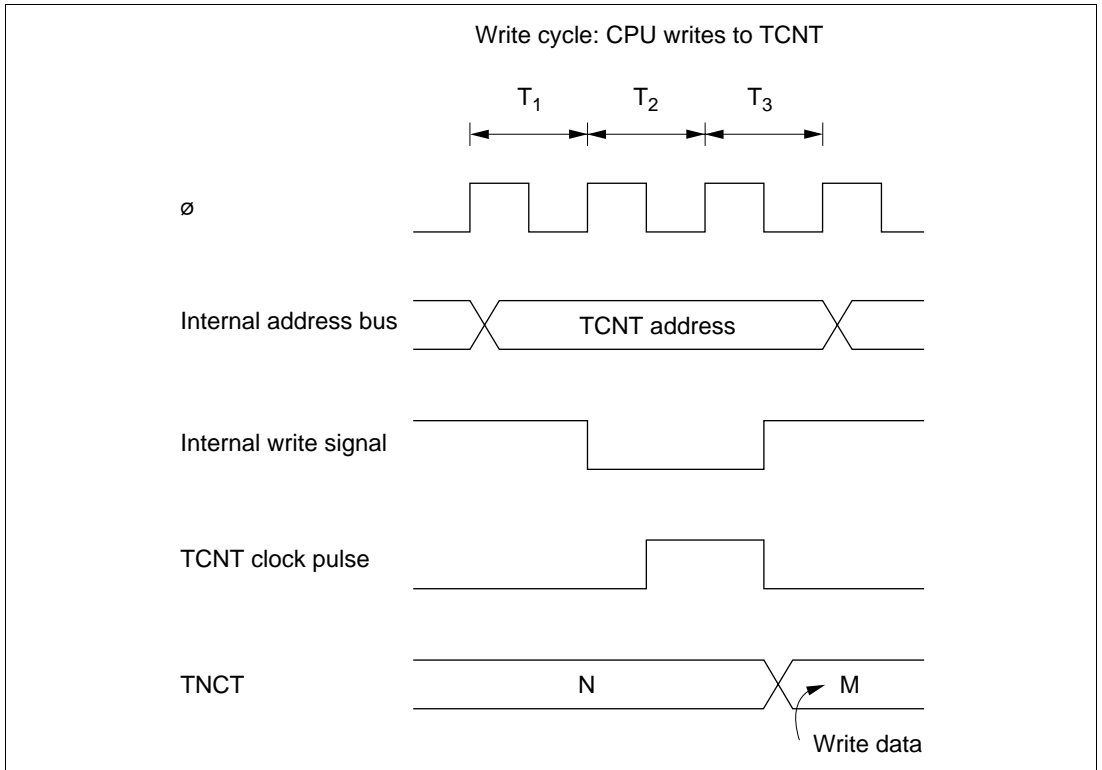 Write cycle: CPU writes to TCNT
T1 T2 T3
ø
Internal address bus
TCNT address
Internal write signal
TCNT clock pulse
TNCT
N
M
Write data